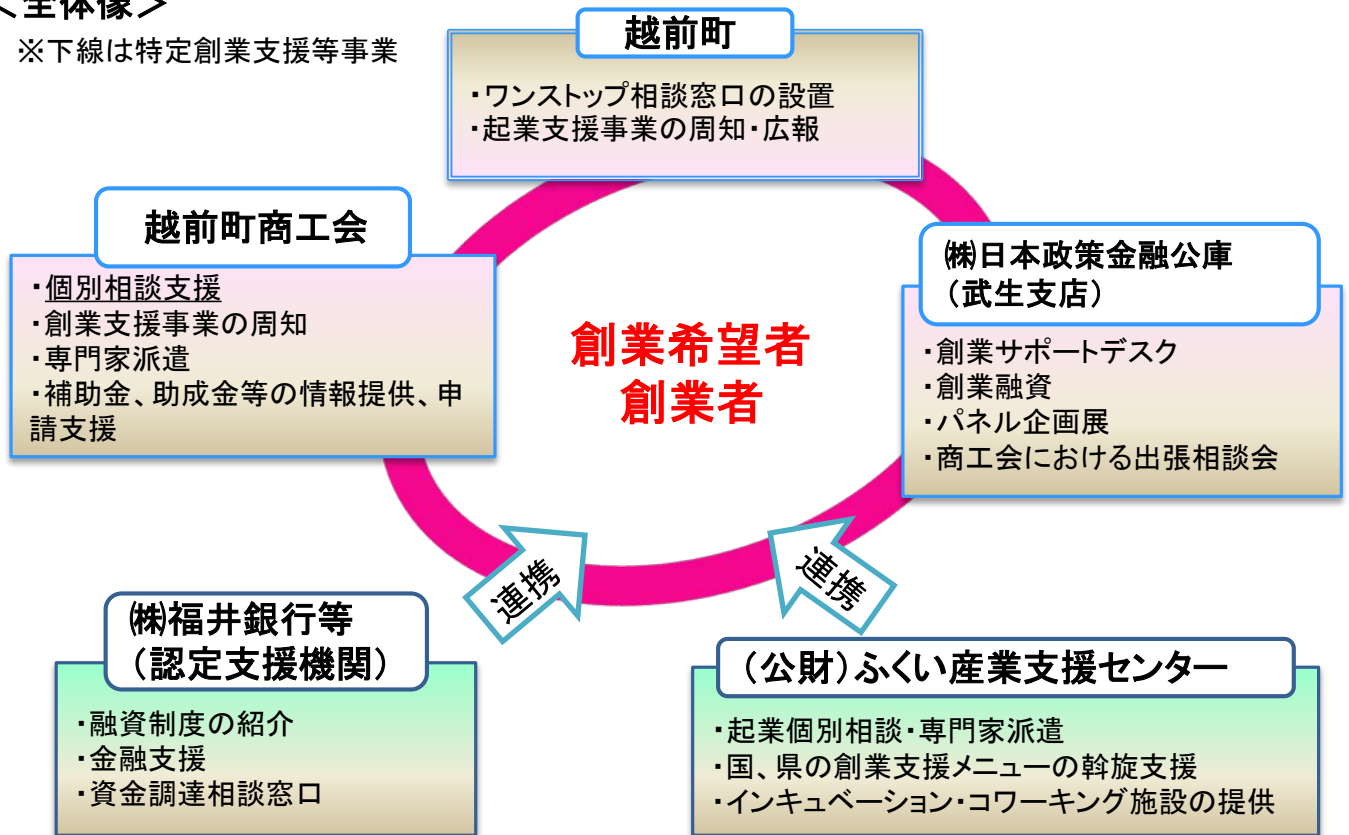 ＜全体像＞
※下線は特定創業支援等事業
越前町
・ワンストップ相談窓口の設置
・起業支援事業の周知・広報
越前町商工会
・個別相談支援
・創業支援事業の周知
・専門家派遣
・補助金、助成金等の情報提供、申
請支援
㈱日本政策金融公庫
（武生支店）
・創業サポートデスク
・創業融資
・パネル企画展
・商工会における出張相談会
創業希望者
創業者
連携
連携
㈱福井銀行等
（認定支援機関）
・融資制度の紹介
・金融支援
・資金調達相談窓口
（公財）ふくい産業支援センター
・起業個別相談・専門家派遣
・国、県の創業支援メニューの斡旋支援
・インキュベーション・コワーキング施設の提供